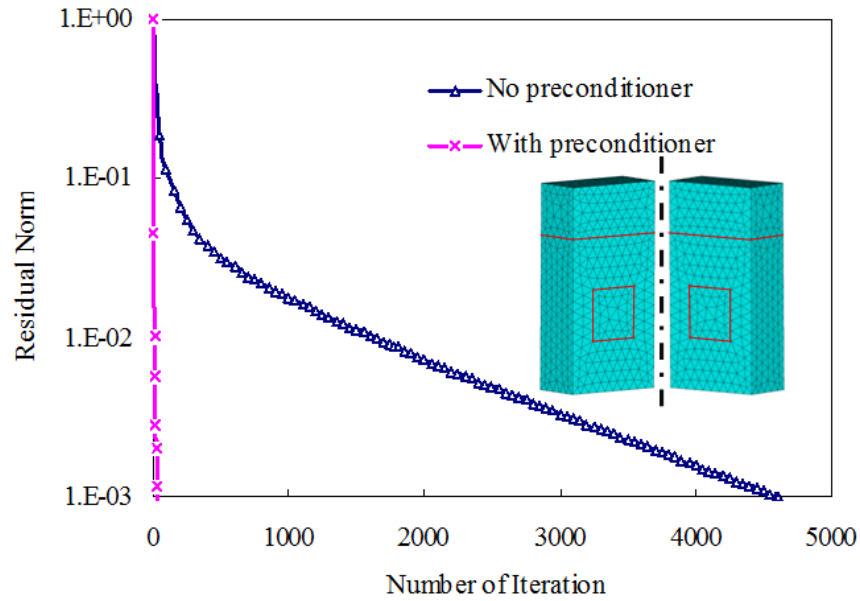 1.E+00
1.E-01
1.E-02
1.E-03
Residual Norm
No preconditioner
With preconditioner
0
1000
2000
3000
4000
5000
Number of Iteration